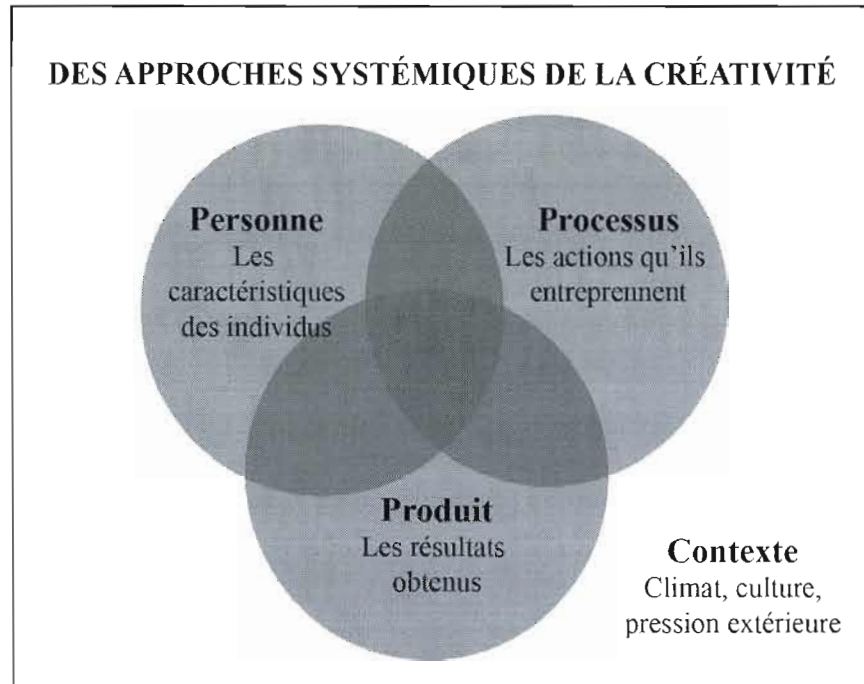 DES APPROCHES SYSTÉMIQUES DE LA CRÉATIVITÉ
Personne
Les
caractéristiques
des individus
Processus
Les actions qu'ils
entreprennent
Produit
Les résultats
obtenus
Contexte
Climat, culture,
pression extérieure